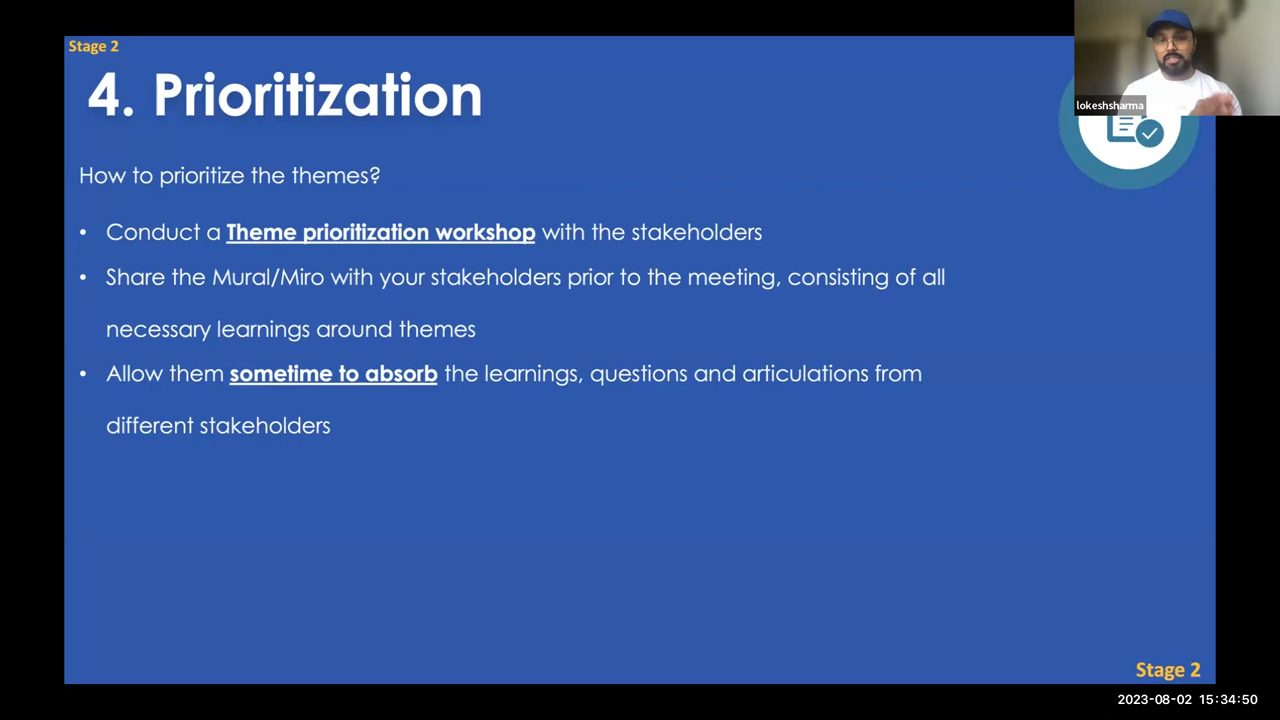 Stage 2
4. Prioritization
lokeshsharma
How to prioritize the themes?
• Conduct a Theme prioritization workshop with the stakeholders
• Share the Mural/Miro with your stakeholders prior to the meeting, consisting of all
necessary learnings around themes
• Allow them sometime to absorb the learnings, questions and articulations from
different stakeholders
Stage 2
2023-08-02 15:34:50